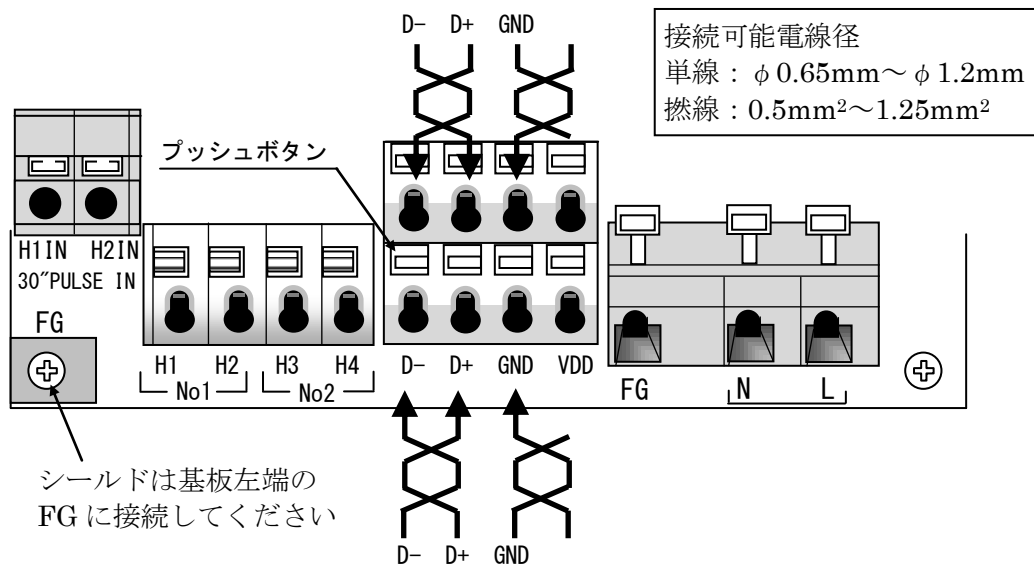 D- D+ GND
接続可能電線径
単線：φ0.65mm～φ1.2mm
撚線：0.5mm²～1.25mm²
プッシュボタン
H1IN H2IN
30″PULSE IN
FG
H1 H2 H3 H4
No1 No2
D- D+ GND VDD
FG N L
シールドは基板左端の
FG に接続してください
D- D+ GND